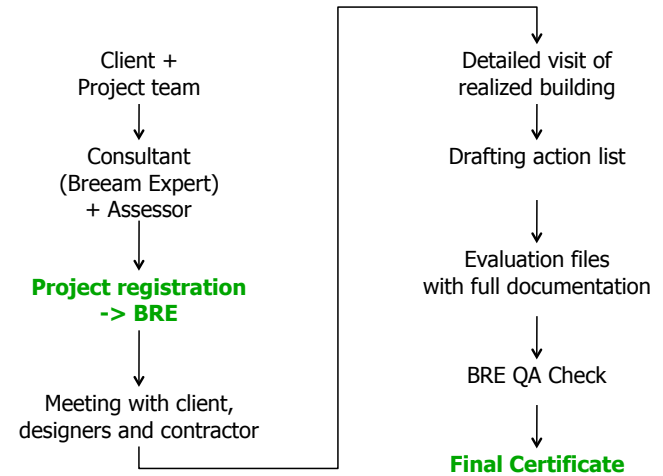 Client +
Project team
Consultant
(Breeam Expert)
+ Assessor
Project registration
-> BRE
Meeting with client,
designers and contractor
Detailed visit of
realized building
Drafting action list
Evaluation files
with full documentation
BRE QA Check
Final Certificate